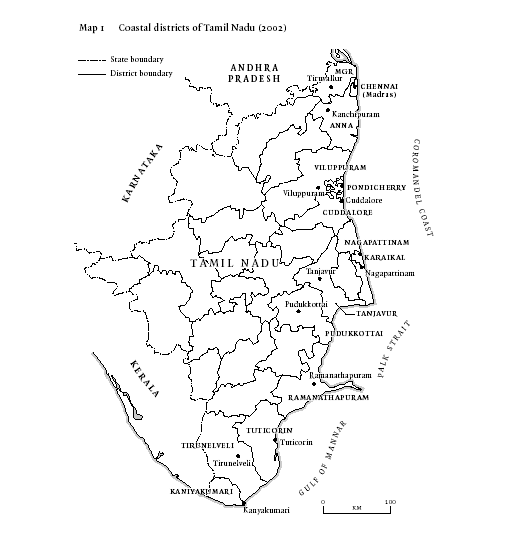 Map 1 Coastal districts of Tamil Nadu (2002)
State boundary
District boundary
ANDHRA
PRADESH
MGR
Tiruvallur
CHENNAI
(Madras)
Kanchipuram
ANNA
KARNATAKA
COROMANDEL COAST
VILUPPURAM
Viluppuram
PONDICHERRY
Cuddalore
CUDDALORE
NAGAPATTINAM
KARAIKAL
TAMIL NADU
Tanjavur
Nagapattinam
Pudukkottai
TANJAVUR
PUDUKKOTTAI
PALK STRAIT
KERALA
Ramanathapuram
RAMANATHAPURAM
TUTICORIN
Tuticorin
TIRUNELVELI
Tirunelveli
GULF OF MANNAR
KANIYAKUMARI
Kanyakumari
0 100
KM